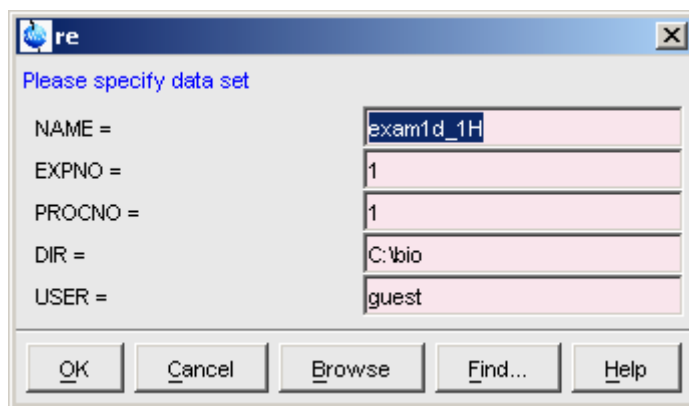 re
Please specify data set
NAME = exam1d_1H
EXPNO = 1
PROCNO = 1
DIR = C:\bio
USER = guest
OK Cancel Browse Find... Help